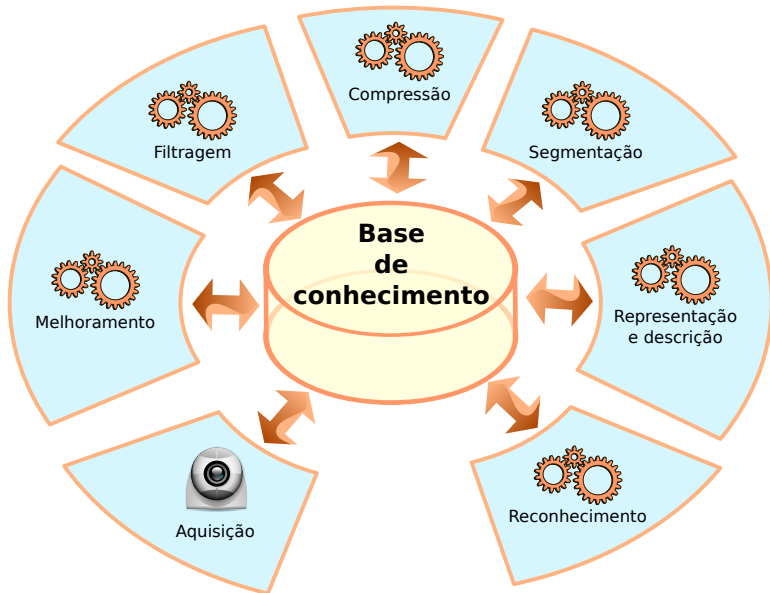 Compressão
Filtragem
Segmentação
Base
de
conhecimento
Melhoramento
Representação
e descrição
Aquisição
Reconhecimento